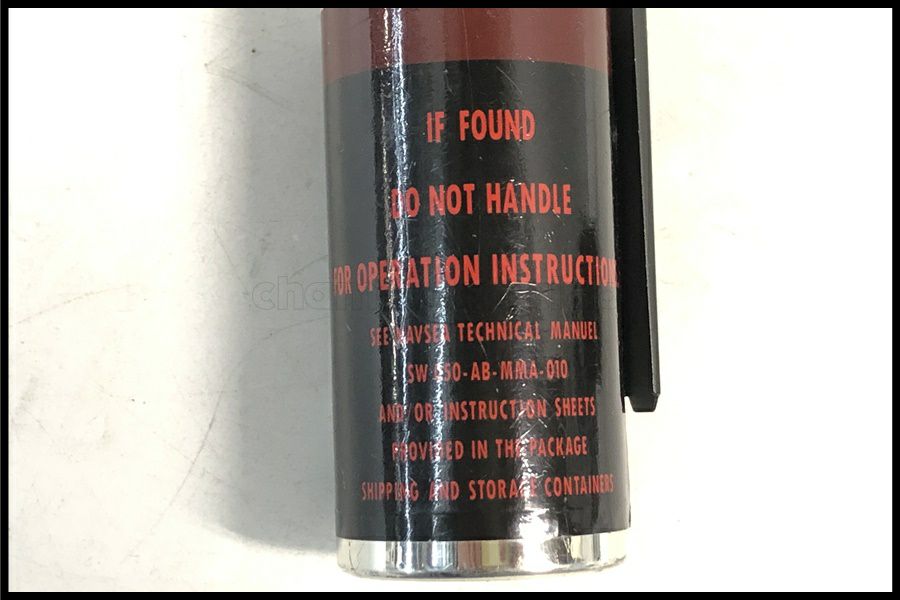 IF FOUND
DO NOT HANDLE
FOR OPERATION INSTRUCTION
SEE NAVSEA TECHNICAL MANUEL
SW 050-AB-MMA-010
AND/OR INSTRUCTION SHEETS
PROVIDED IN THE PACKAGE
SHIPPING AND STORAGE CONTAINERS